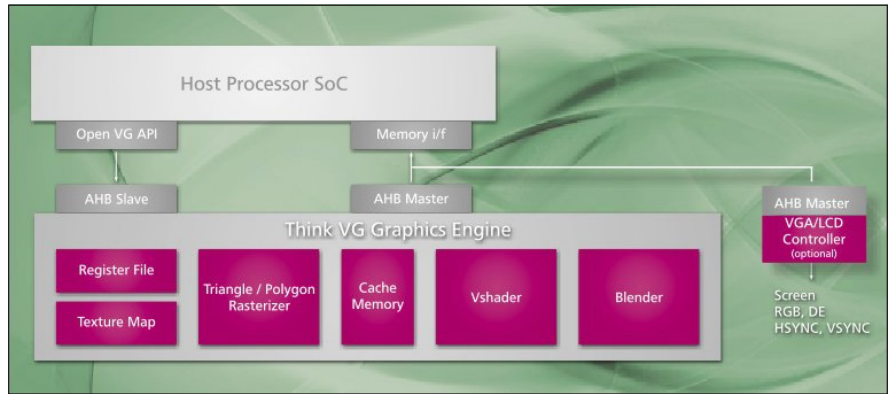 Host Processor SoC
Open VG API
Memory i/f
AHB Slave
AHB Master
AHB Master
VGA/LCD
Controller
(optional)
Think VG Graphics Engine
Register File
Texture Map
Triangle / Polygon
Rasterizer
Cache
Memory
Vshader
Blender
Screen
RGB, DE
HSYNC, VSYNC